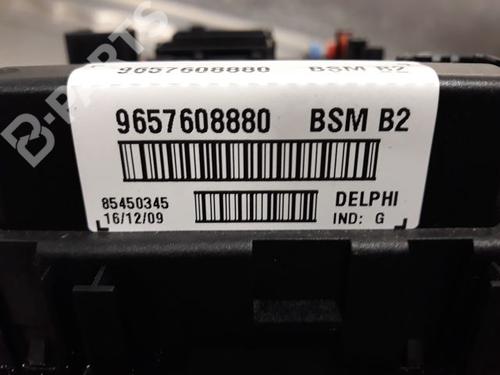 B-PARTS
9657608880 BSM B2
9657608880 BSM B2
85450345 DELPHI
16/12/09 IND: G